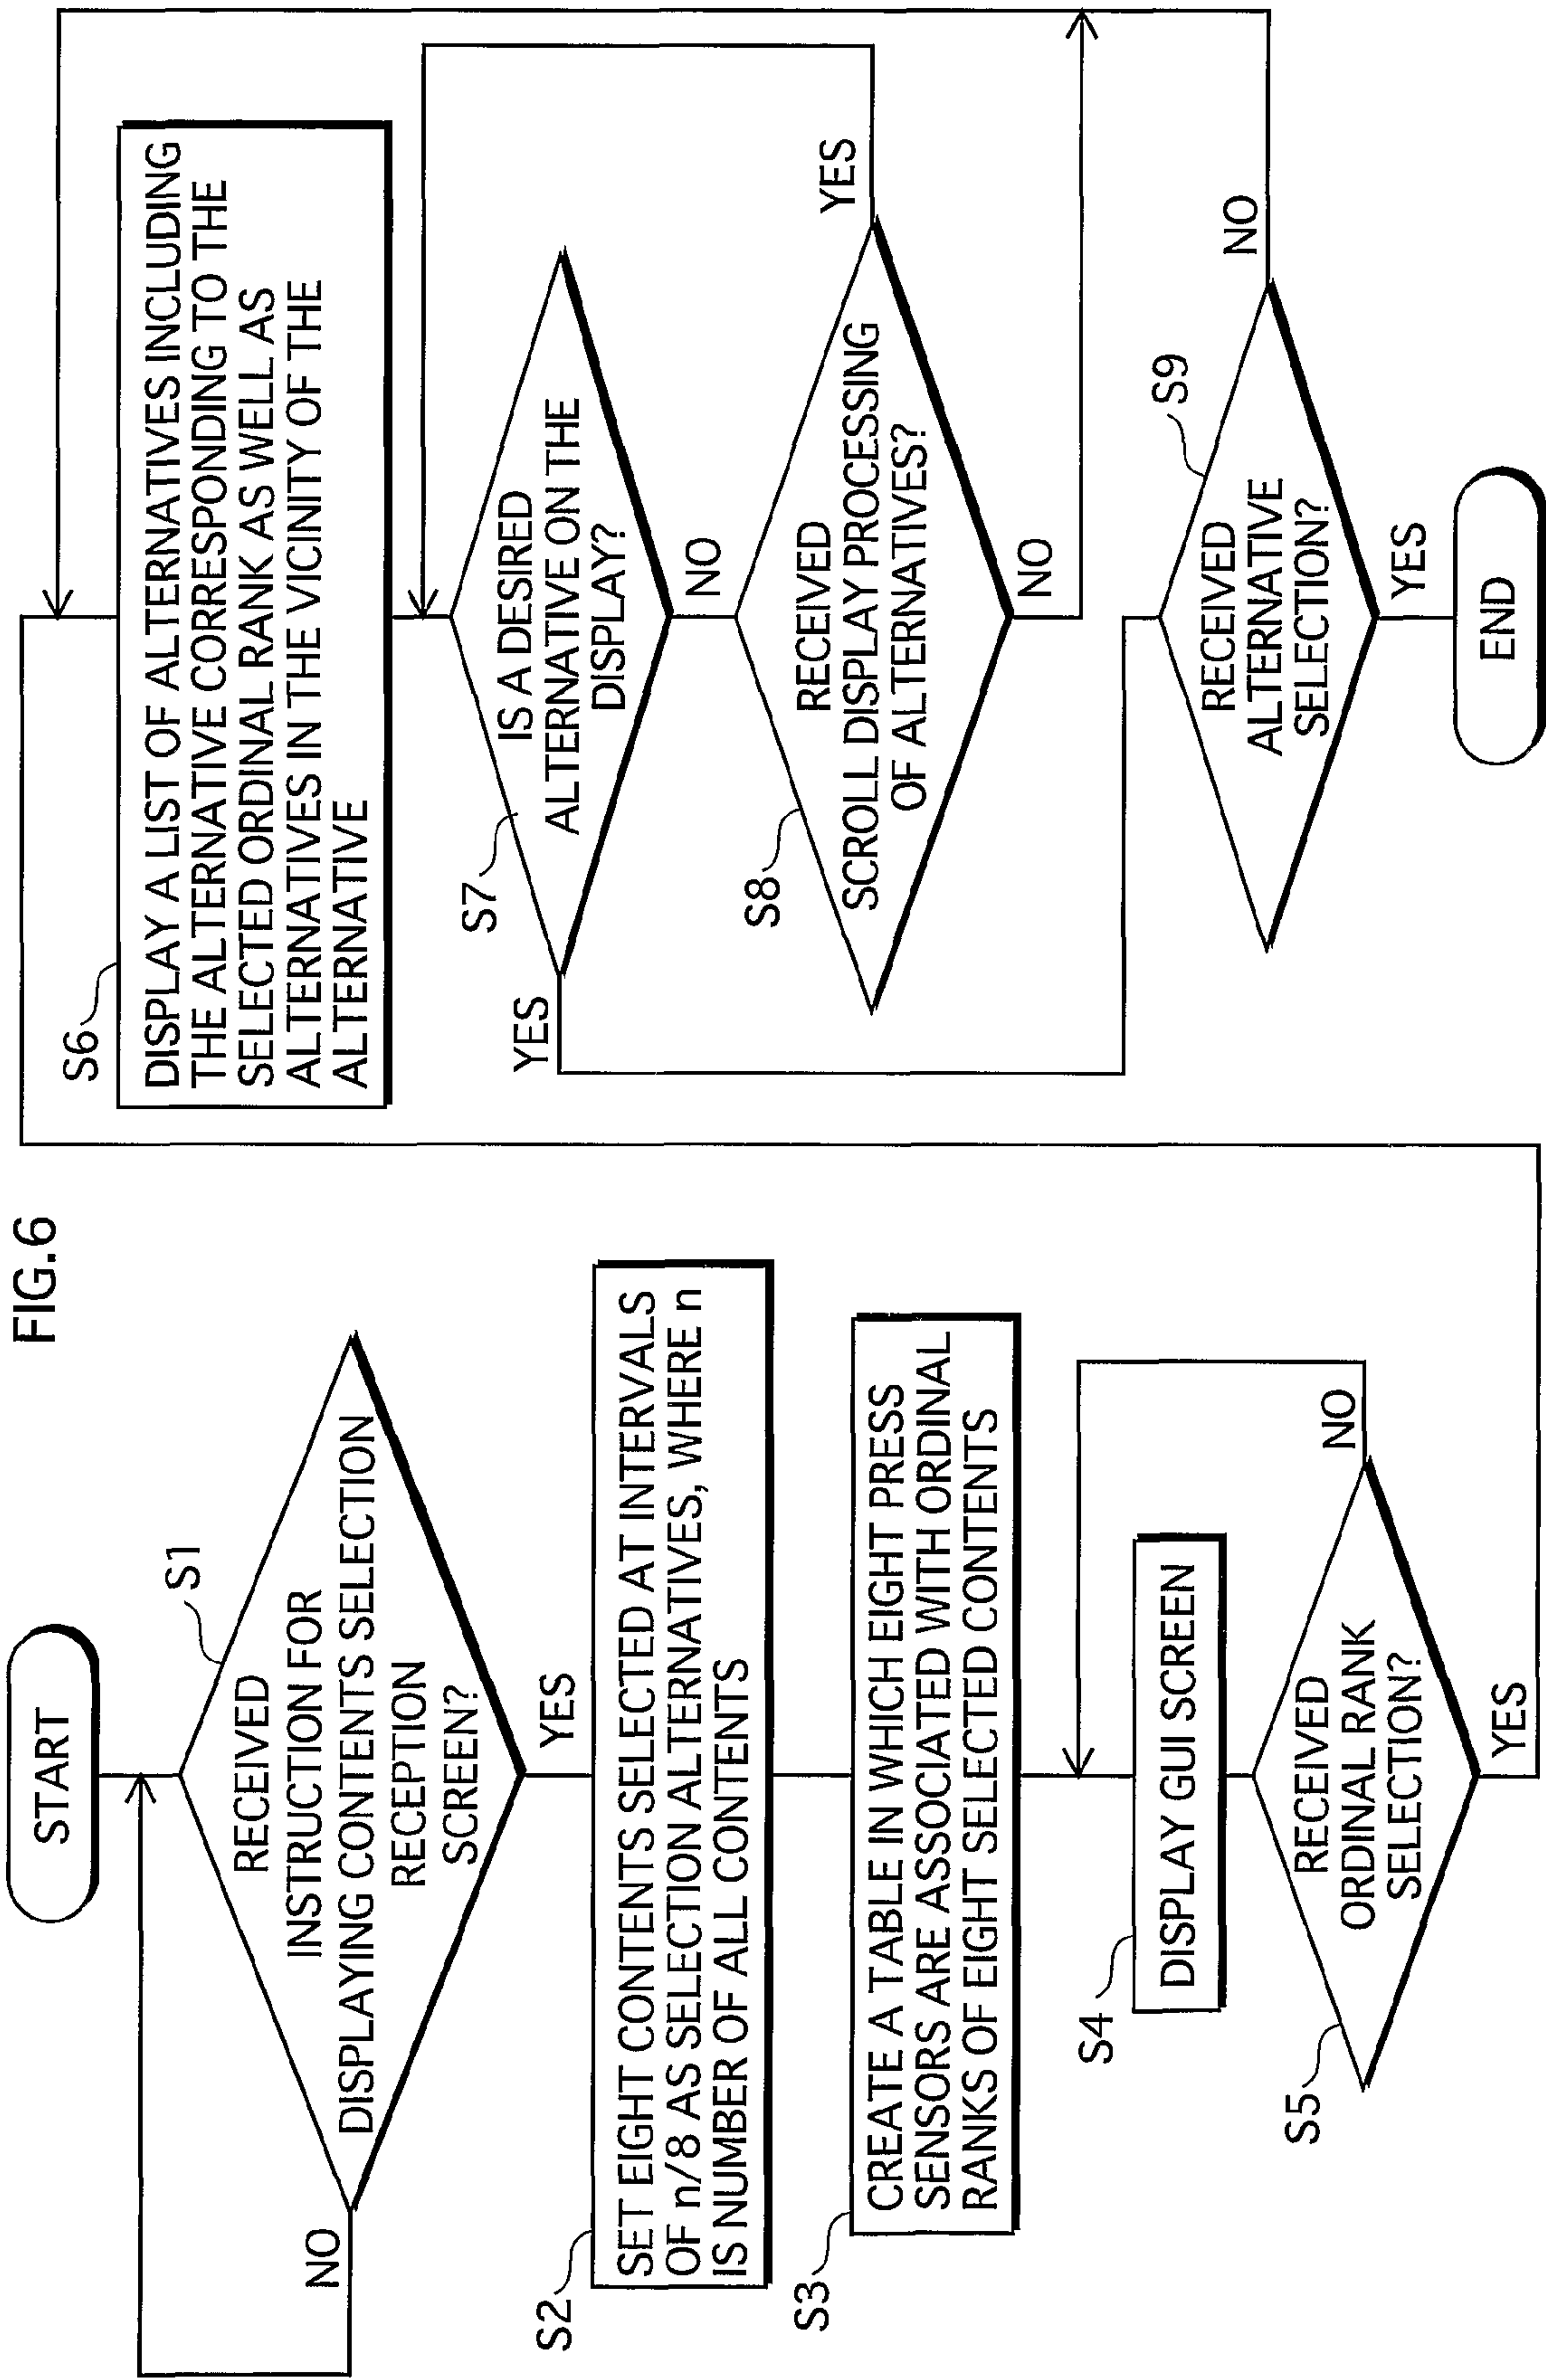 FIG.6
START
S1
RECEIVED
INSTRUCTION FOR
DISPLAYING CONTENTS SELECTION
RECEPTION
SCREEN?
NO
YES
S2
SET EIGHT CONTENTS SELECTED AT INTERVALS
OF n/8 AS SELECTION ALTERNATIVES, WHERE n
IS NUMBER OF ALL CONTENTS
S3
CREATE A TABLE IN WHICH EIGHT PRESS
SENSORS ARE ASSOCIATED WITH ORDINAL
RANKS OF EIGHT SELECTED CONTENTS
S4
DISPLAY GUI SCREEN
S5
RECEIVED
ORDINAL RANK
SELECTION?
NO
YES
S6
DISPLAY A LIST OF ALTERNATIVES INCLUDING
THE ALTERNATIVE CORRESPONDING TO THE
SELECTED ORDINAL RANK AS WELL AS
ALTERNATIVES IN THE VICINITY OF THE
ALTERNATIVE
S7
IS A DESIRED
ALTERNATIVE ON THE
DISPLAY?
YES
NO
S8
RECEIVED
SCROLL DISPLAY PROCESSING
OF ALTERNATIVES?
YES
NO
S9
RECEIVED
ALTERNATIVE
SELECTION?
NO
YES
END